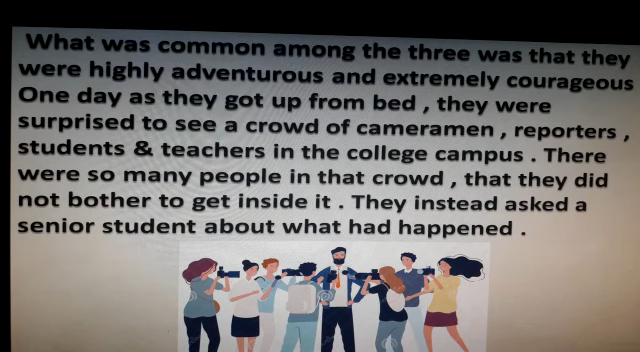 What was common among the three was that they
were highly adventurous and extremely courageous
One day as they got up from bed , they were
surprised to see a crowd of cameramen , reporters ,
students & teachers in the college campus . There
were so many people in that crowd , that they did
not bother to get inside it . They instead asked a
senior student about what had happened .